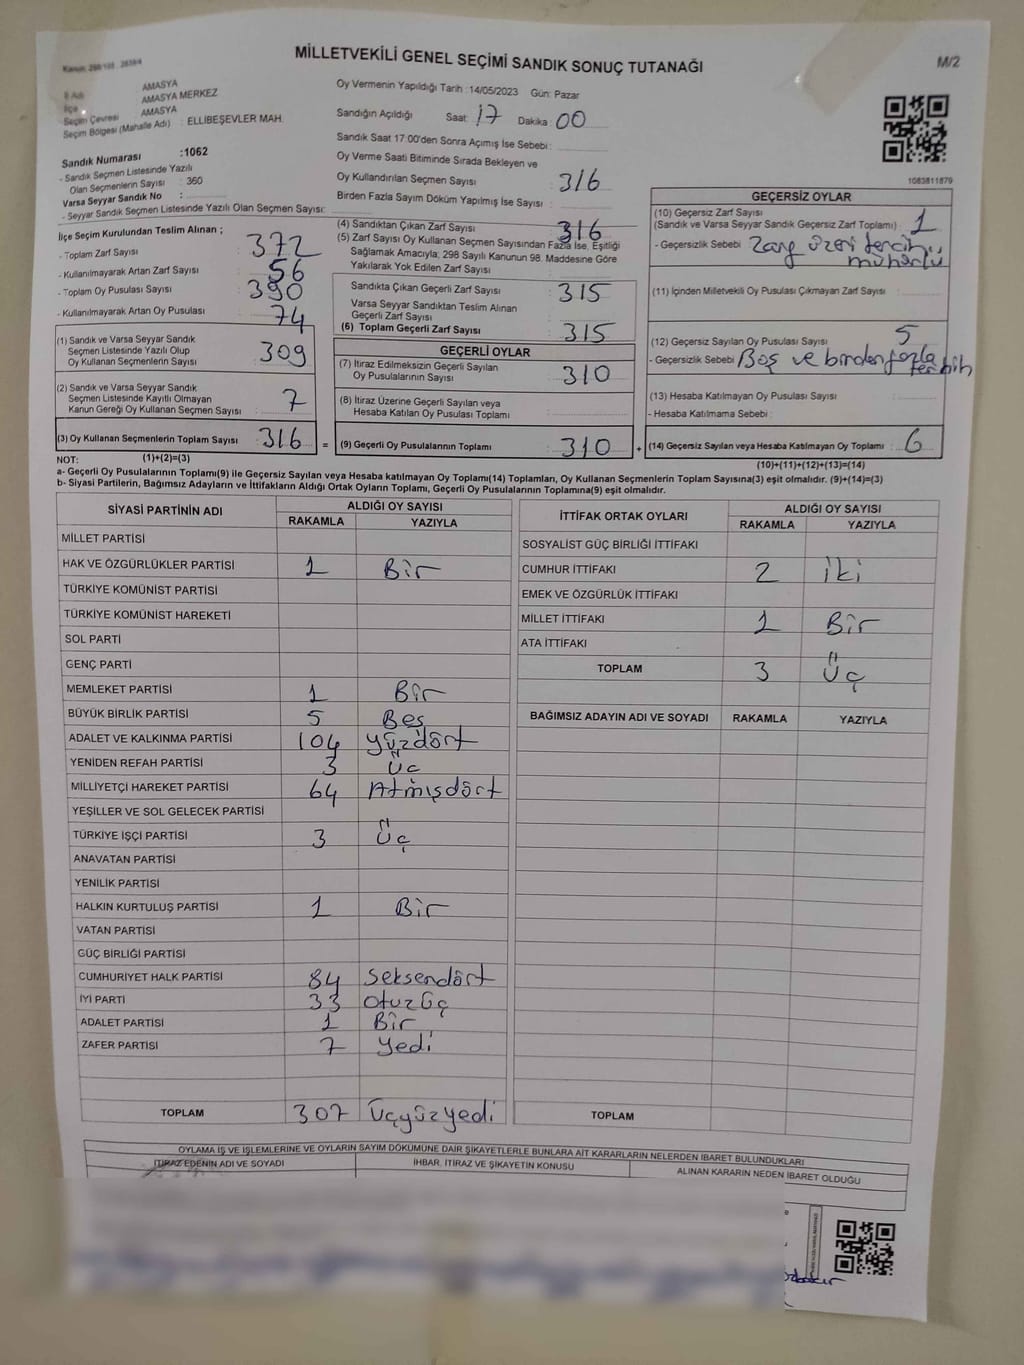 MİLLETVEKİLİ GENEL SEÇİMİ SANDIK SONUÇ TUTANAĞI
M/2
İl Adı AMASYA
İlçe AMASYA MERKEZ
Seçim Çevresi AMASYA
Seçim Bölgesi (Mahalle Adı) : ELLİBEŞEVLER MAH.
Sandık Numarası :1062
- Sandık Seçmen Listesinde Yazılı
Olan Seçmenlerin Sayısı : 360
Varsa Seyyar Sandık No :
- Seyyar Sandık Seçmen Listesinde Yazılı Olan Seçmen Sayısı:
İlçe Seçim Kurulundan Teslim Alınan ;
- Toplam Zarf Sayısı 372
- Kullanılmayarak Artan Zarf Sayısı 56
- Toplam Oy Pusulası Sayısı 390
- Kullanılmayarak Artan Oy Pusulası 74
(1) Sandık ve Varsa Seyyar Sandık
Seçmen Listesinde Yazılı Olup
Oy Kullanan Seçmenlerin Sayısı 309
(2) Sandık ve Varsa Seyyar Sandık
Seçmen Listesinde Kayıtlı Olmayan
Kanun Gereği Oy Kullanan Seçmen Sayısı 7
(3) Oy Kullanan Seçmenlerin Toplam Sayısı : 316 =
Oy Vermenin Yapıldığı Tarih :14/05/2023 Gün: Pazar
Sandığın Açıldığı Saat: 17 Dakika: 00
Sandık Saat 17:00'den Sonra Açımış İse Sebebi:
Oy Verme Saati Bitiminde Sırada Bekleyen ve
Oy Kullandırılan Seçmen Sayısı : 316
Birden Fazla Sayım Döküm Yapılmış İse Sayısı :
(4) Sandıktan Çıkan Zarf Sayısı : 316
(5) Zarf Sayısı Oy Kullanan Seçmen Sayısından Fazla İse, Eşitliği
Sağlamak Amacıyla; 298 Sayılı Kanunun 98. Maddesine Göre
Yakılarak Yok Edilen Zarf Sayısı :
Sandıkta Çıkan Geçerli Zarf Sayısı : 315
Varsa Seyyar Sandıktan Teslim Alınan
Geçerli Zarf Sayısı :
(6) Toplam Geçerli Zarf Sayısı : 315
GEÇERLİ OYLAR
(7) İtiraz Edilmeksizin Geçerli Sayılan
Oy Pusulalarının Sayısı : 310
(8) İtiraz Üzerine Geçerli Sayılan veya
Hesaba Katılan Oy Pusulası Toplamı :
(9) Geçerli Oy Pusulalarının Toplamı : 310 +
1083811879
GEÇERSİZ OYLAR
(10) Geçersiz Zarf Sayısı
(Sandık ve Varsa Seyyar Sandık Geçersiz Zarf Toplamı) : 1
- Geçersizlik Sebebi : Zarf üzeri tercihli
mühürlü
(11) İçinden Milletvekili Oy Pusulası Çıkmayan Zarf Sayısı :
(12) Geçersiz Sayılan Oy Pusulası Sayısı : 5
- Geçersizlik Sebebi : Boş ve birden fazla
tercih
(13) Hesaba Katılmayan Oy Pusulası Sayısı :
- Hesaba Katılmama Sebebi :
(14) Geçersiz Sayılan veya Hesaba Katılmayan Oy Toplamı : 6
NOT: (1)+(2)=(3)
(10)+(11)+(12)+(13)=(14)
a- Geçerli Oy Pusulalarının Toplamı(9) ile Geçersiz Sayılan veya Hesaba katılmayan Oy Toplamı(14) Toplamları, Oy Kullanan Seçmenlerin Toplam Sayısına(3) eşit olmalıdır. (9)+(14)=(3)
b- Siyasi Partilerin, Bağımsız Adayların ve İttifakların Aldığı Ortak Oyların Toplamı, Geçerli Oy Pusulalarının Toplamına(9) eşit olmalıdır.
SİYASİ PARTİNİN ADI ALDIĞI OY SAYISI
RAKAMLA YAZIYLA
MİLLET PARTİSİ
HAK VE ÖZGÜRLÜKLER PARTİSİ 1 Bir
TÜRKİYE KOMÜNİST PARTİSİ
TÜRKİYE KOMÜNİST HAREKETİ
SOL PARTİ
GENÇ PARTİ
MEMLEKET PARTİSİ 1 Bir
BÜYÜK BİRLİK PARTİSİ 5 Beş
ADALET VE KALKINMA PARTİSİ 104 Yüzdört
YENİDEN REFAH PARTİSİ 3 Üç
MİLLİYETÇİ HAREKET PARTİSİ 64 Atmışdört
YEŞİLLER VE SOL GELECEK PARTİSİ
TÜRKİYE İŞÇİ PARTİSİ 3 Üç
ANAVATAN PARTİSİ
YENİLİK PARTİSİ
HALKIN KURTULUŞ PARTİSİ 1 Bir
VATAN PARTİSİ
GÜÇ BİRLİĞİ PARTİSİ
CUMHURİYET HALK PARTİSİ 84 Seksendört
İYİ PARTİ 33 Otuzüç
ADALET PARTİSİ 1 Bir
ZAFER PARTİSİ 7 Yedi
TOPLAM 307 Üçyüzyedi
İTTİFAK ORTAK OYLARI ALDIĞI OY SAYISI
RAKAMLA YAZIYLA
SOSYALİST GÜÇ BİRLİĞİ İTTİFAKI
CUMHUR İTTİFAKI 2 İki
EMEK VE ÖZGÜRLÜK İTTİFAKI
MİLLET İTTİFAKI 1 Bir
ATA İTTİFAKI
TOPLAM 3 Üç
BAĞIMSIZ ADAYIN ADI VE SOYADI RAKAMLA YAZIYLA
TOPLAM
OYLAMA İŞ VE İŞLEMLERİNE VE OYLARIN SAYIM DÖKÜMÜNE DAİR ŞİKAYETLERLE BUNLARA AİT KARARLARIN NELERDEN İBARET BULUNDUKLARI
İTİRAZ EDENİN ADI VE SOYADI İHBAR, İTİRAZ VE ŞİKAYETİN KONUSU ALINAN KARARIN NEDEN İBARET OLDUĞU